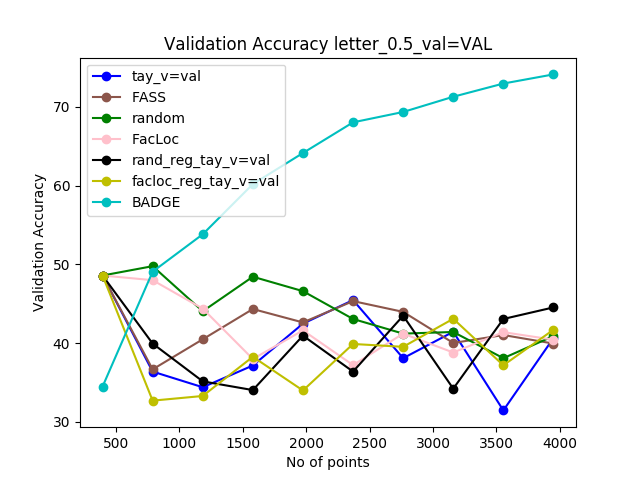 Validation Accuracy letter_0.5_val=VAL
tay_v=val
FASS
random
FacLoc
rand_reg_tay_v=val
facloc_reg_tay_v=val
BADGE
Validation Accuracy
70
60
50
40
30
500 1000 1500 2000 2500 3000 3500 4000
No of points